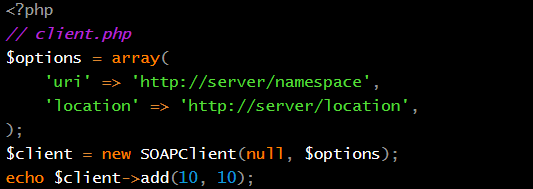 <?php
// client.php
$options = array(
    'uri' => 'http://server/namespace',
    'location' => 'http://server/location',
);
$client = new SOAPClient(null, $options);
echo $client->add(10, 10);